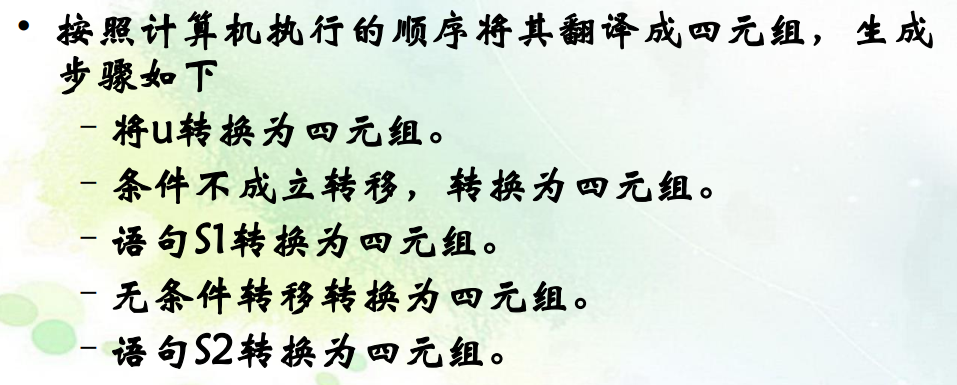 • 按照计算机执行的顺序将其翻译成四元组，生成
步骤如下
– 将u转换为四元组。
– 条件不成立转移，转换为四元组。
– 语句S1转换为四元组。
– 无条件转移转换为四元组。
– 语句S2转换为四元组。